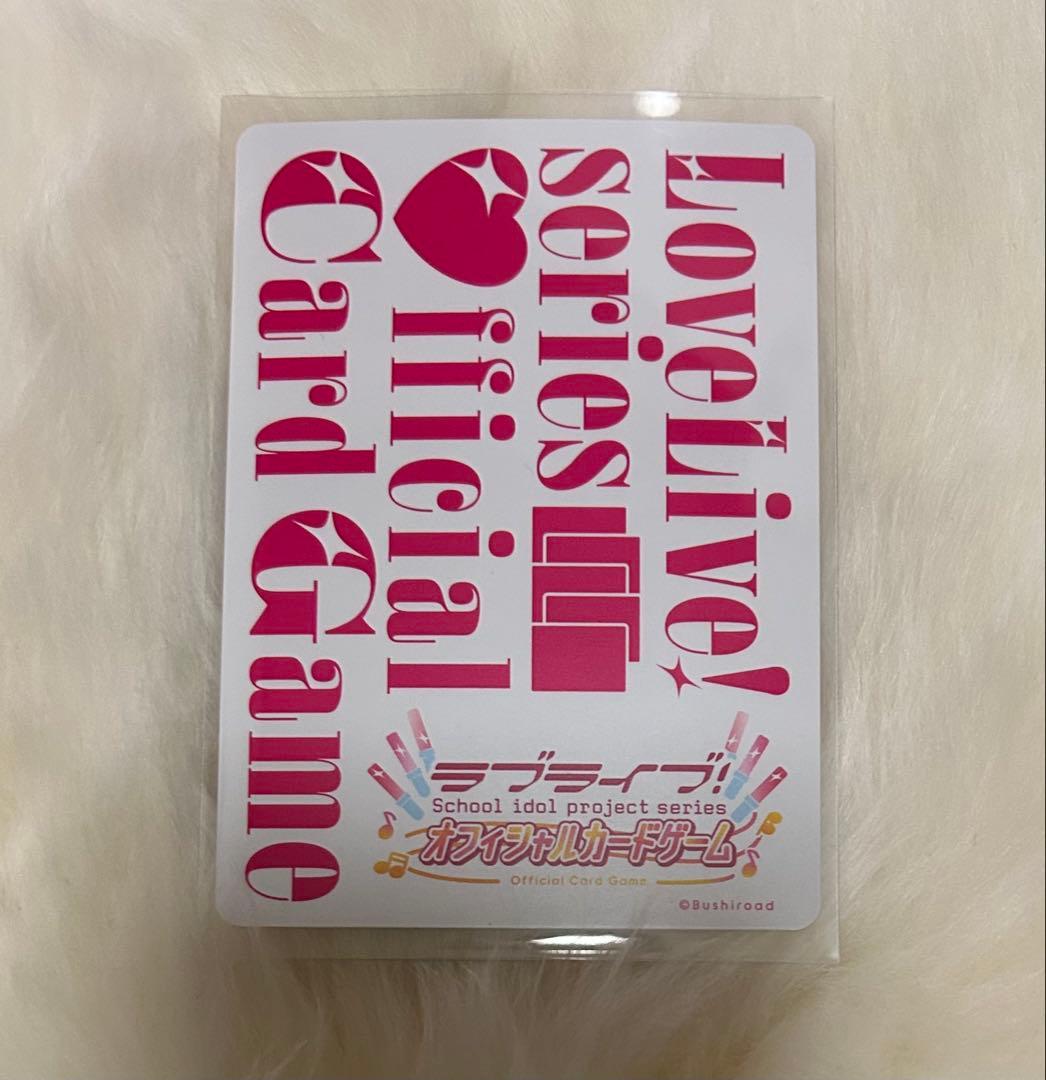 LoveLive!
series
♥fficial
Card Game
ラブライブ!
School idol project series
オフィシャルカードゲーム
Official Card Game
©Bushiroad